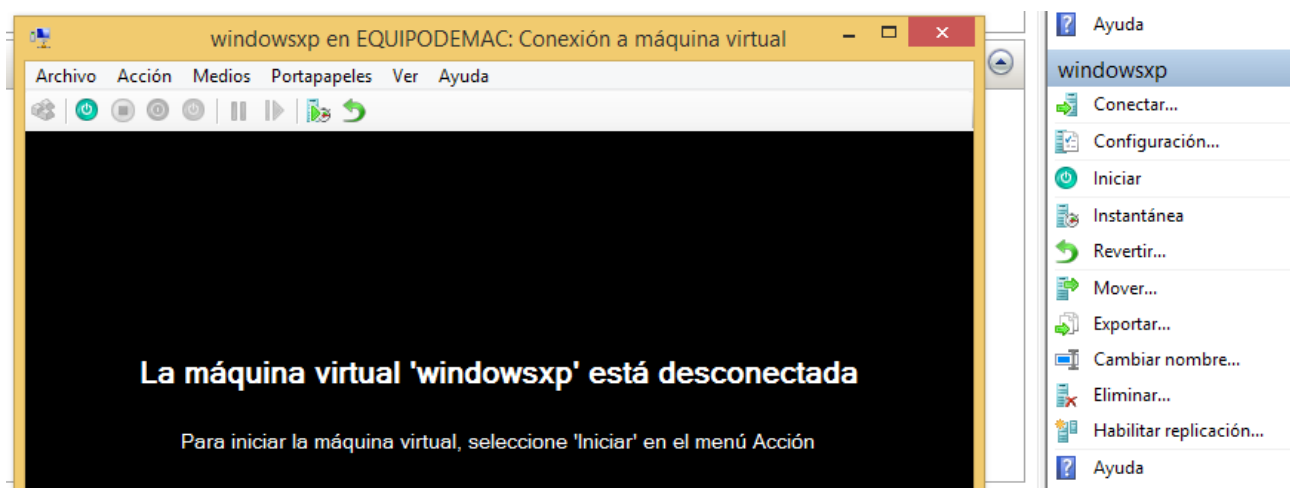 windowsxp en EQUIPODEMAC: Conexión a máquina virtual
Archivo Acción Medios Portapapeles Ver Ayuda
La máquina virtual 'windowsxp' está desconectada
Para iniciar la máquina virtual, seleccione 'Iniciar' en el menú Acción
Ayuda
windowsxp
Conectar...
Configuración...
Iniciar
Instantánea
Revertir...
Mover...
Exportar...
Cambiar nombre...
Eliminar...
Habilitar replicación...
Ayuda